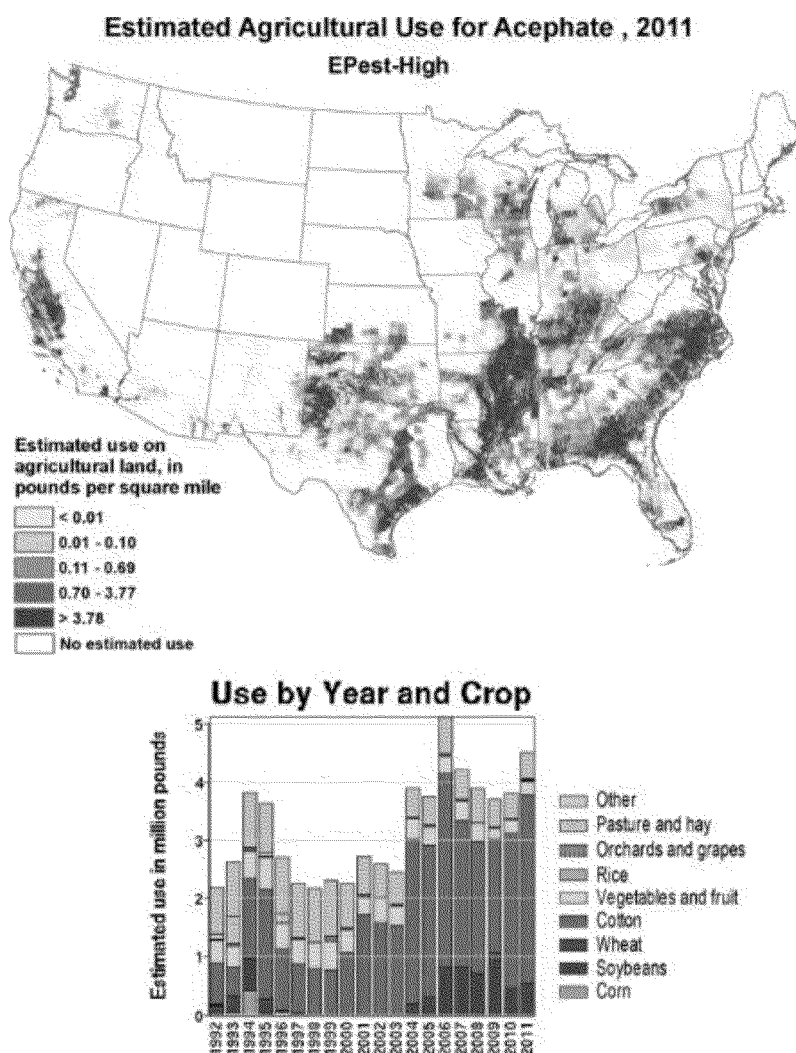 Estimated Agricultural Use for Acephate , 2011
EPest-High
Estimated use on
agricultural land, in
pounds per square mile
< 0.01
0.01 - 0.10
0.11 - 0.69
0.70 - 3.77
> 3.78
No estimated use
Use by Year and Crop
Estimated use in million pounds
5
4
3
2
1
0
1992
1993
1994
1995
1996
1997
1998
1999
2000
2001
2002
2003
2004
2005
2006
2007
2008
2009
2010
2011
Other
Pasture and hay
Orchards and grapes
Rice
Vegetables and fruit
Cotton
Wheat
Soybeans
Corn